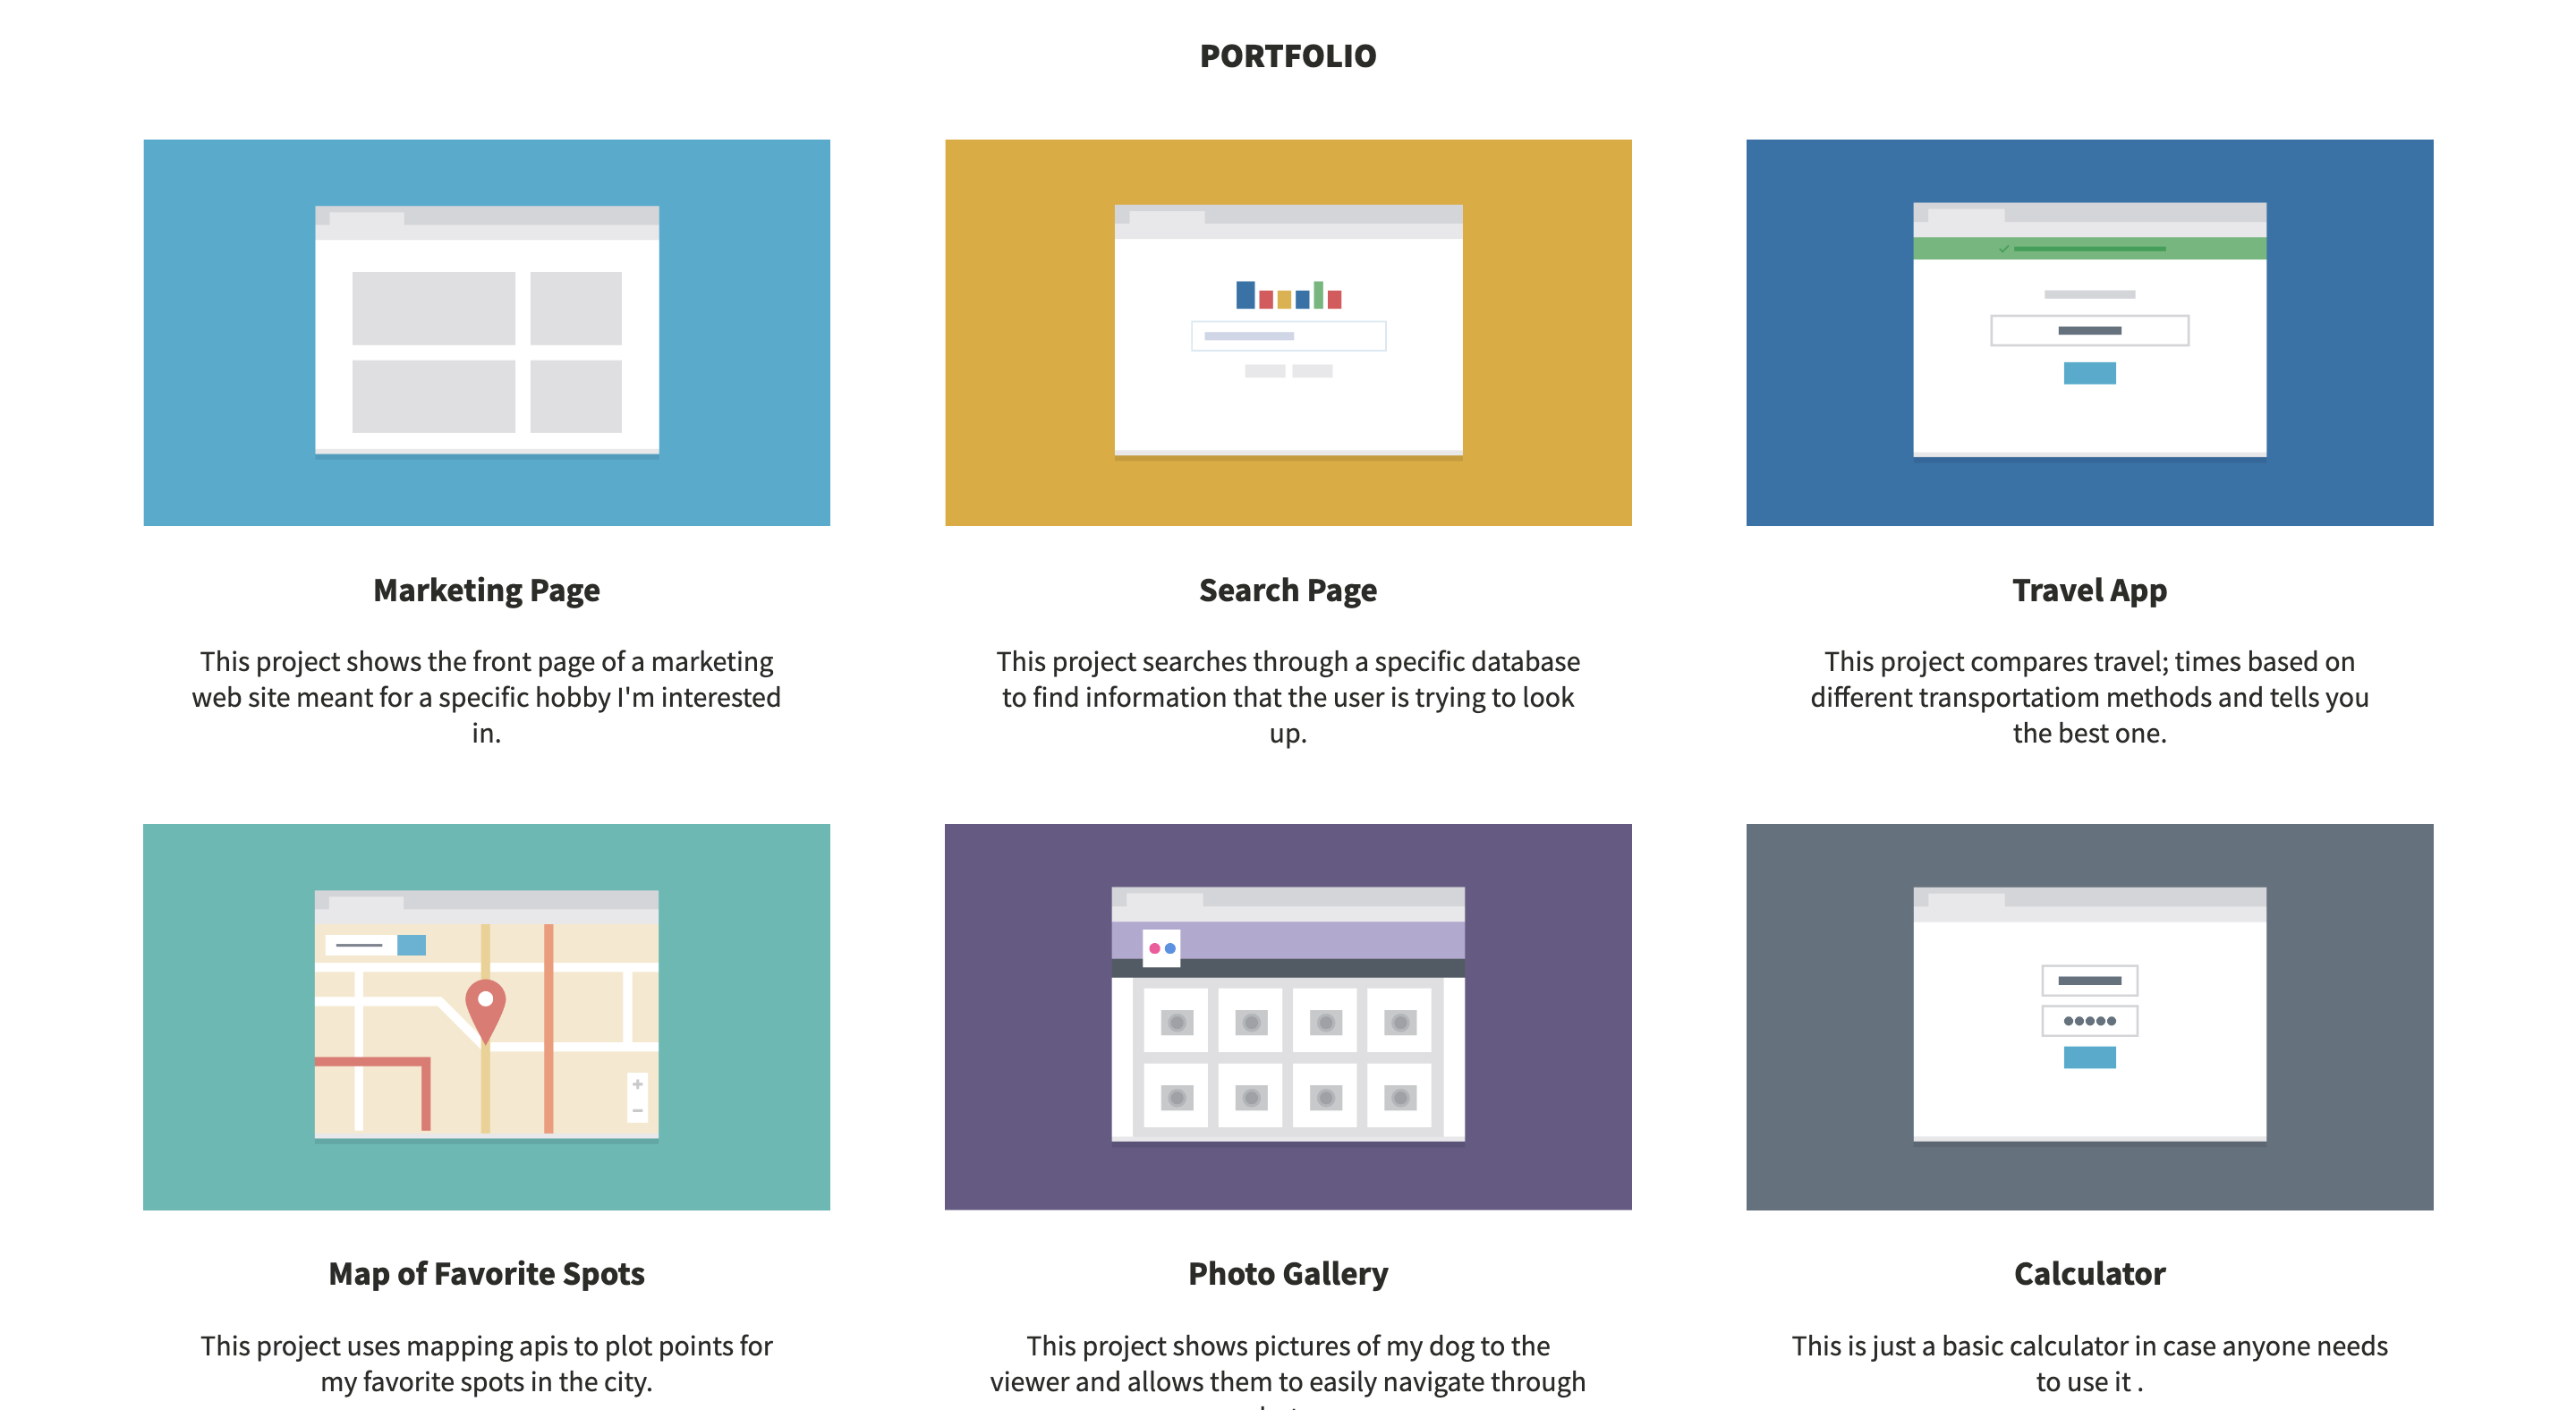 PORTFOLIO
Marketing Page
This project shows the front page of a marketing
web site meant for a specific hobby I'm interested
in.
Search Page
This project searches through a specific database
to find information that the user is trying to look
up.
Travel App
This project compares travel; times based on
different transportatiom methods and tells you
the best one.
Map of Favorite Spots
This project uses mapping apis to plot points for
my favorite spots in the city.
Photo Gallery
This project shows pictures of my dog to the
viewer and allows them to easily navigate through
Calculator
This is just a basic calculator in case anyone needs
to use it .